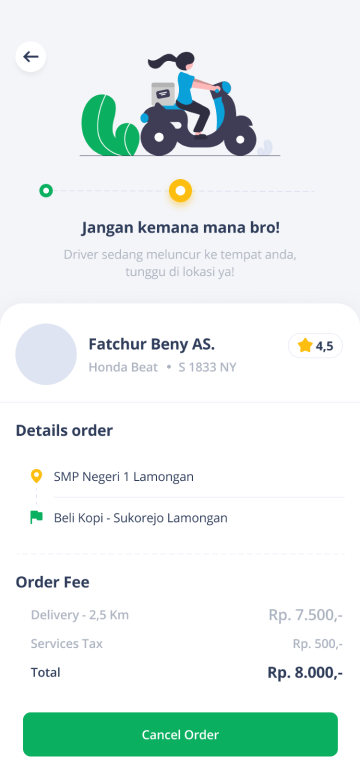 Jangan kemana mana bro!
Driver sedang meluncur ke tempat anda,
tunggu di lokasi ya!
Fatchur Beny AS.
4,5
Honda Beat • S 1833 NY
Details order
SMP Negeri 1 Lamongan
Beli Kopi - Sukorejo Lamongan
Order Fee
Delivery - 2,5 Km Rp. 7.500,-
Services Tax Rp. 500,-
Total Rp. 8.000,-
Cancel Order